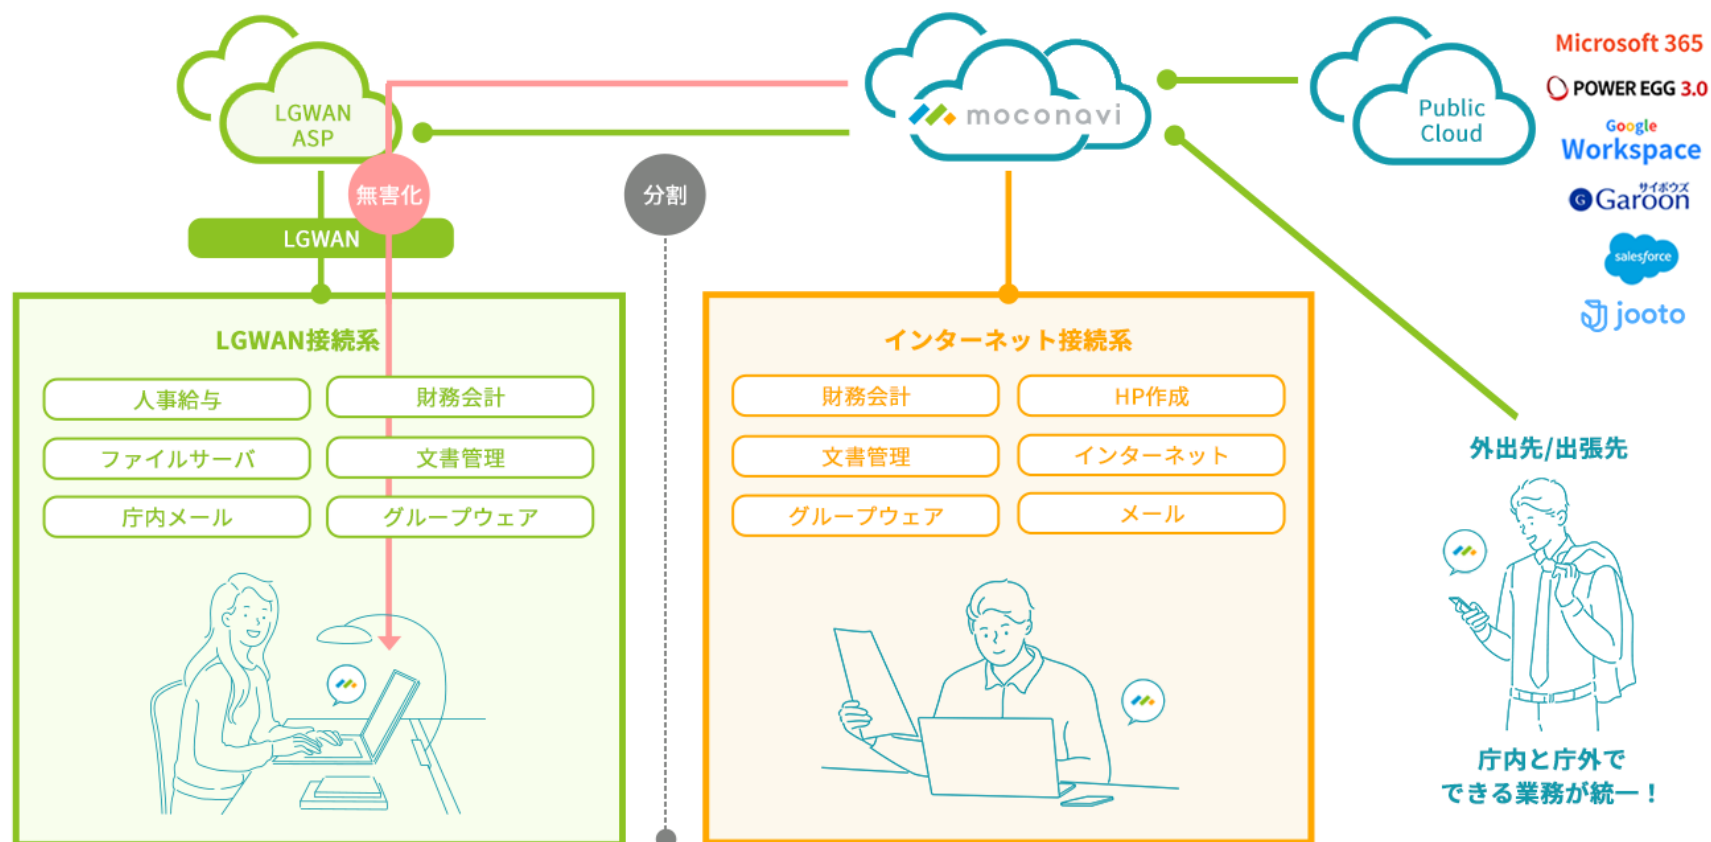 LGWAN
ASP
無害化
LGWAN
分割
moconavi
Public
Cloud
Microsoft 365
POWER EGG 3.0
Google
Workspace
サイボウズ
Garoon
salesforce
jooto
LGWAN接続系
人事給与
財務会計
ファイルサーバ
文書管理
庁内メール
グループウェア
インターネット接続系
財務会計
HP作成
文書管理
インターネット
グループウェア
メール
外出先/出張先
庁内と庁外で
できる業務が統一！